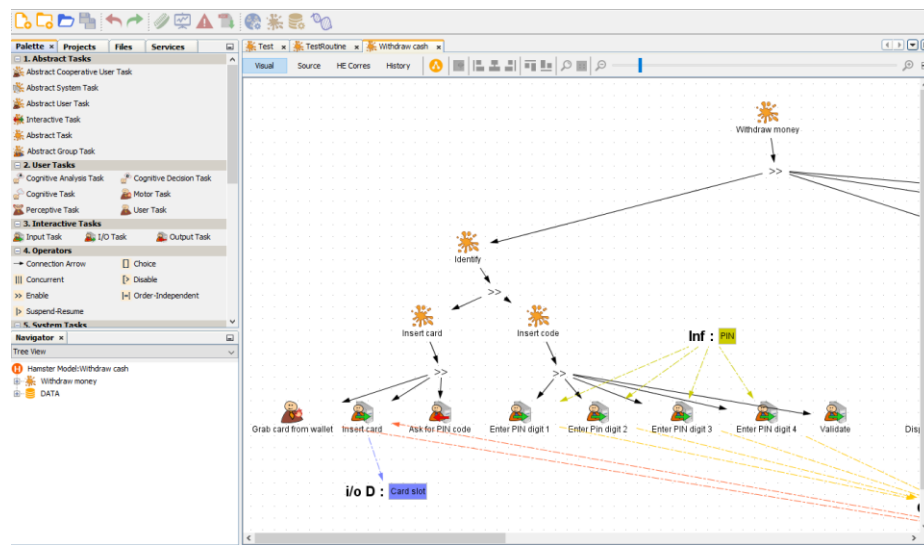 Palette × Projects Files Services
1. Abstract Tasks
Abstract Cooperative User Task
Abstract System Task
Abstract User Task
Interactive Task
Abstract Task
Abstract Group Task
2. User Tasks
Cognitive Analysis Task Cognitive Decision Task
Cognitive Task Motor Task
Perceptive Task User Task
3. Interactive Tasks
Input Task I/O Task Output Task
4. Operators
Connection Arrow Choice
Concurrent Disable
Enable Order-Independent
Suspend-Resume
5. System Tasks
Navigator ×
Tree View
Hamster Model:Withdraw cash
Withdraw money
DATA
Test × TestRoutine × Withdraw cash ×
Visual Source HE Corres History
Withdraw money
>>
Identify
>>
Insert card Insert code
Inf : PIN
>> >>
Grab card from wallet Insert card Ask for PIN code Enter PIN digit 1 Enter Pin digit 2 Enter PIN digit 3 Enter PIN digit 4 Validate
i/o D : Card slot